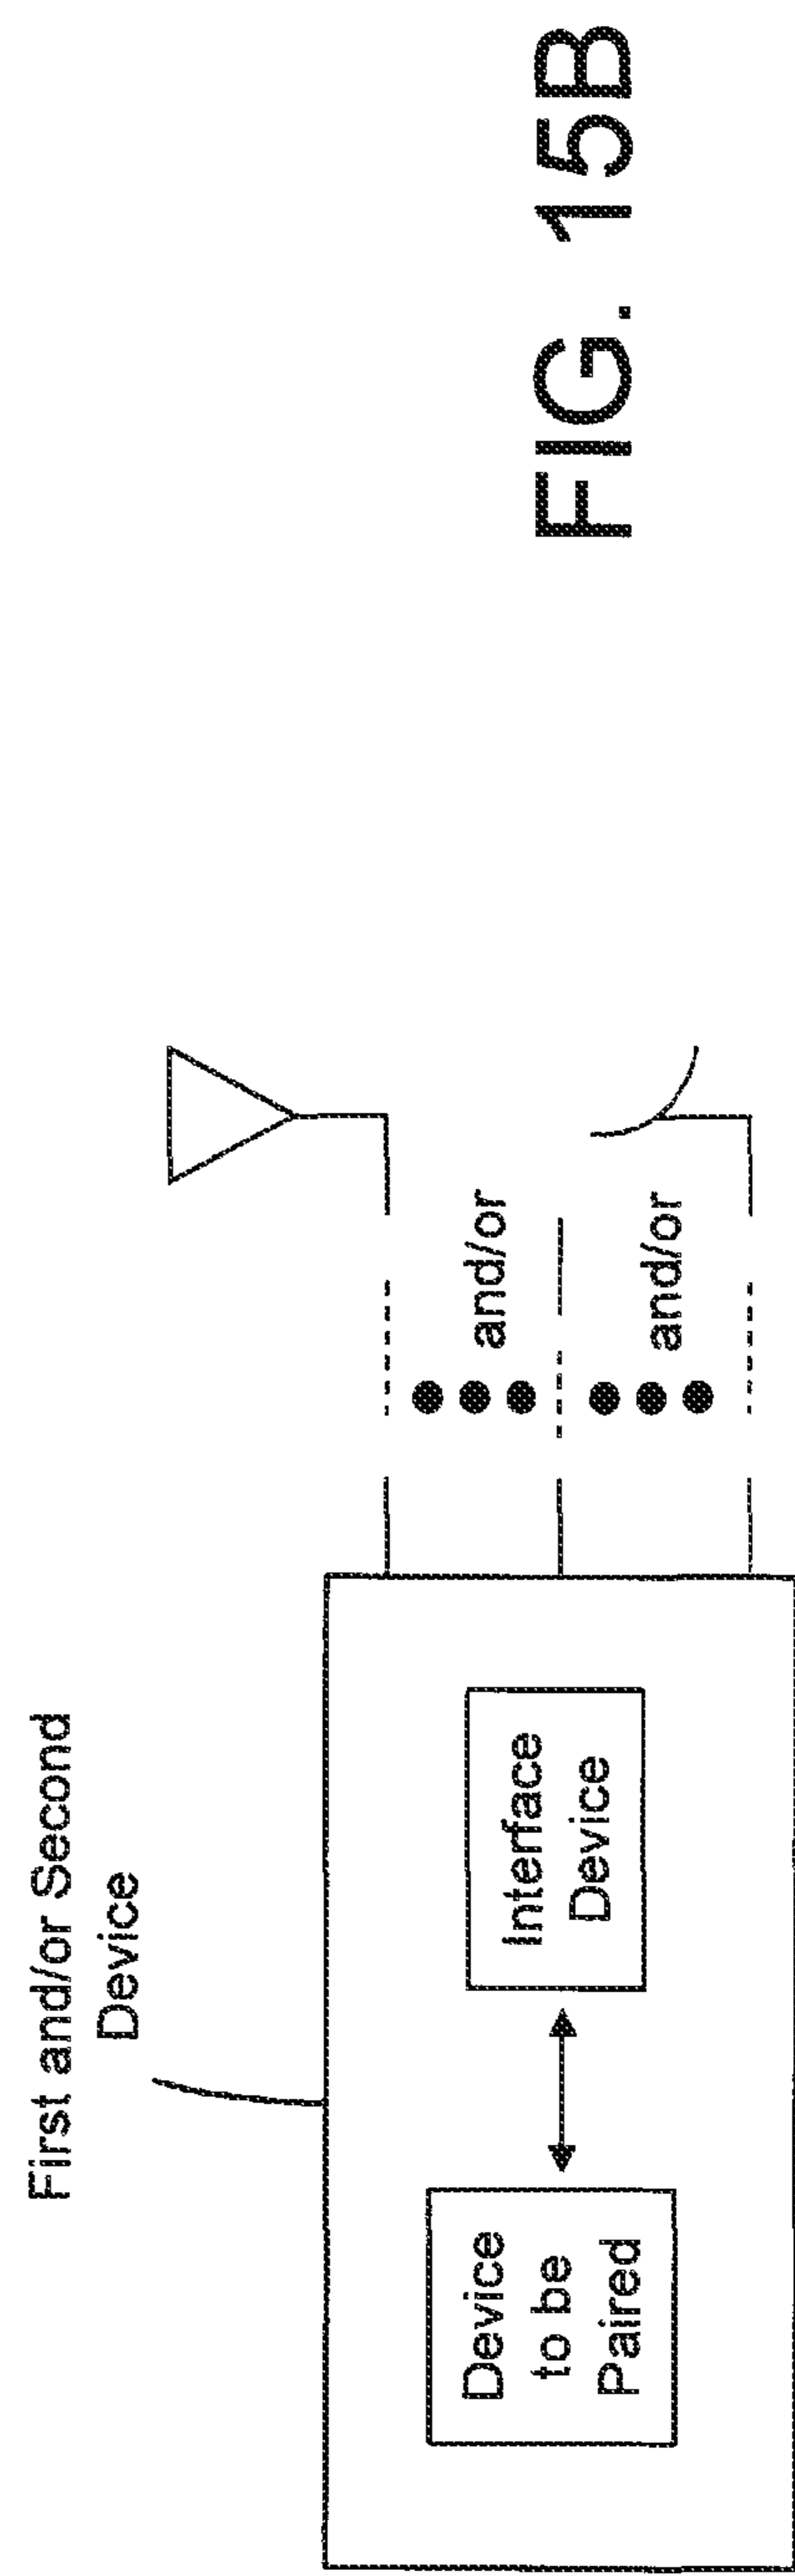 First and/or Second
Device
Device
to be
Paired
Interface
Device
and/or
and/or
FIG. 15B